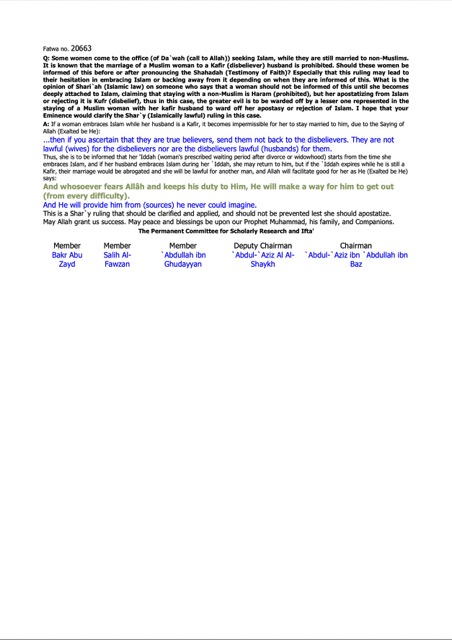 Fatwa no. 20663
Q: Some women come to the office (of Da`wah (call to Allah)) seeking Islam, while they are still married to non-Muslims.
It is known that the marriage of a Muslim woman to a Kafir (disbeliever) husband is prohibited. Should these women be
informed of this before or after pronouncing the Shahadah (Testimony of Faith)? Especially that this ruling may lead to
their hesitation in embracing Islam or backing away from it depending on when they are informed of this. What is the
opinion of Shari`ah (Islamic law) on someone who says that a woman should not be informed of this until she becomes
deeply attached to Islam, claiming that staying with a non-Muslim is Haram (prohibited), but her apostatizing from Islam
or rejecting it is Kufr (disbelief), thus in this case, the greater evil is to be warded off by a lesser one represented in the
staying of a Muslim woman with her kafir husband to ward off her apostasy or rejection of Islam. I hope that your
Eminence would clarify the Shar`y (Islamically lawful) ruling in this case.
A: If a woman embraces Islam while her husband is a Kafir, it becomes impermissible for her to stay married to him, due to the Saying of
Allah (Exalted be He):
...then if you ascertain that they are true believers, send them not back to the disbelievers. They are not
lawful (wives) for the disbelievers nor are the disbelievers lawful (husbands) for them.
Thus, she is to be informed that her 'Iddah (woman's prescribed waiting period after divorce or widowhood) starts from the time she
embraces Islam, and if her husband embraces Islam during her `Iddah, she may return to him, but if the `Iddah expires while he is still a
Kafir, their marriage would be abrogated and she will be lawful for another man, and Allah will facilitate good for her as He (Exalted be He)
says:
And whosoever fears Allâh and keeps his duty to Him, He will make a way for him to get out
(from every difficulty).
And He will provide him from (sources) he never could imagine.
This is a Shar`y ruling that should be clarified and applied, and should not be prevented lest she should apostatize.
May Allah grant us success. May peace and blessings be upon our Prophet Muhammad, his family, and Companions.
The Permanent Committee for Scholarly Research and Ifta'
Member Member Member Deputy Chairman Chairman
Bakr Abu Salih Al- `Abdullah ibn `Abdul-`Aziz Al Al- `Abdul-`Aziz ibn `Abdullah ibn
Zayd Fawzan Ghudayyan Shaykh Baz